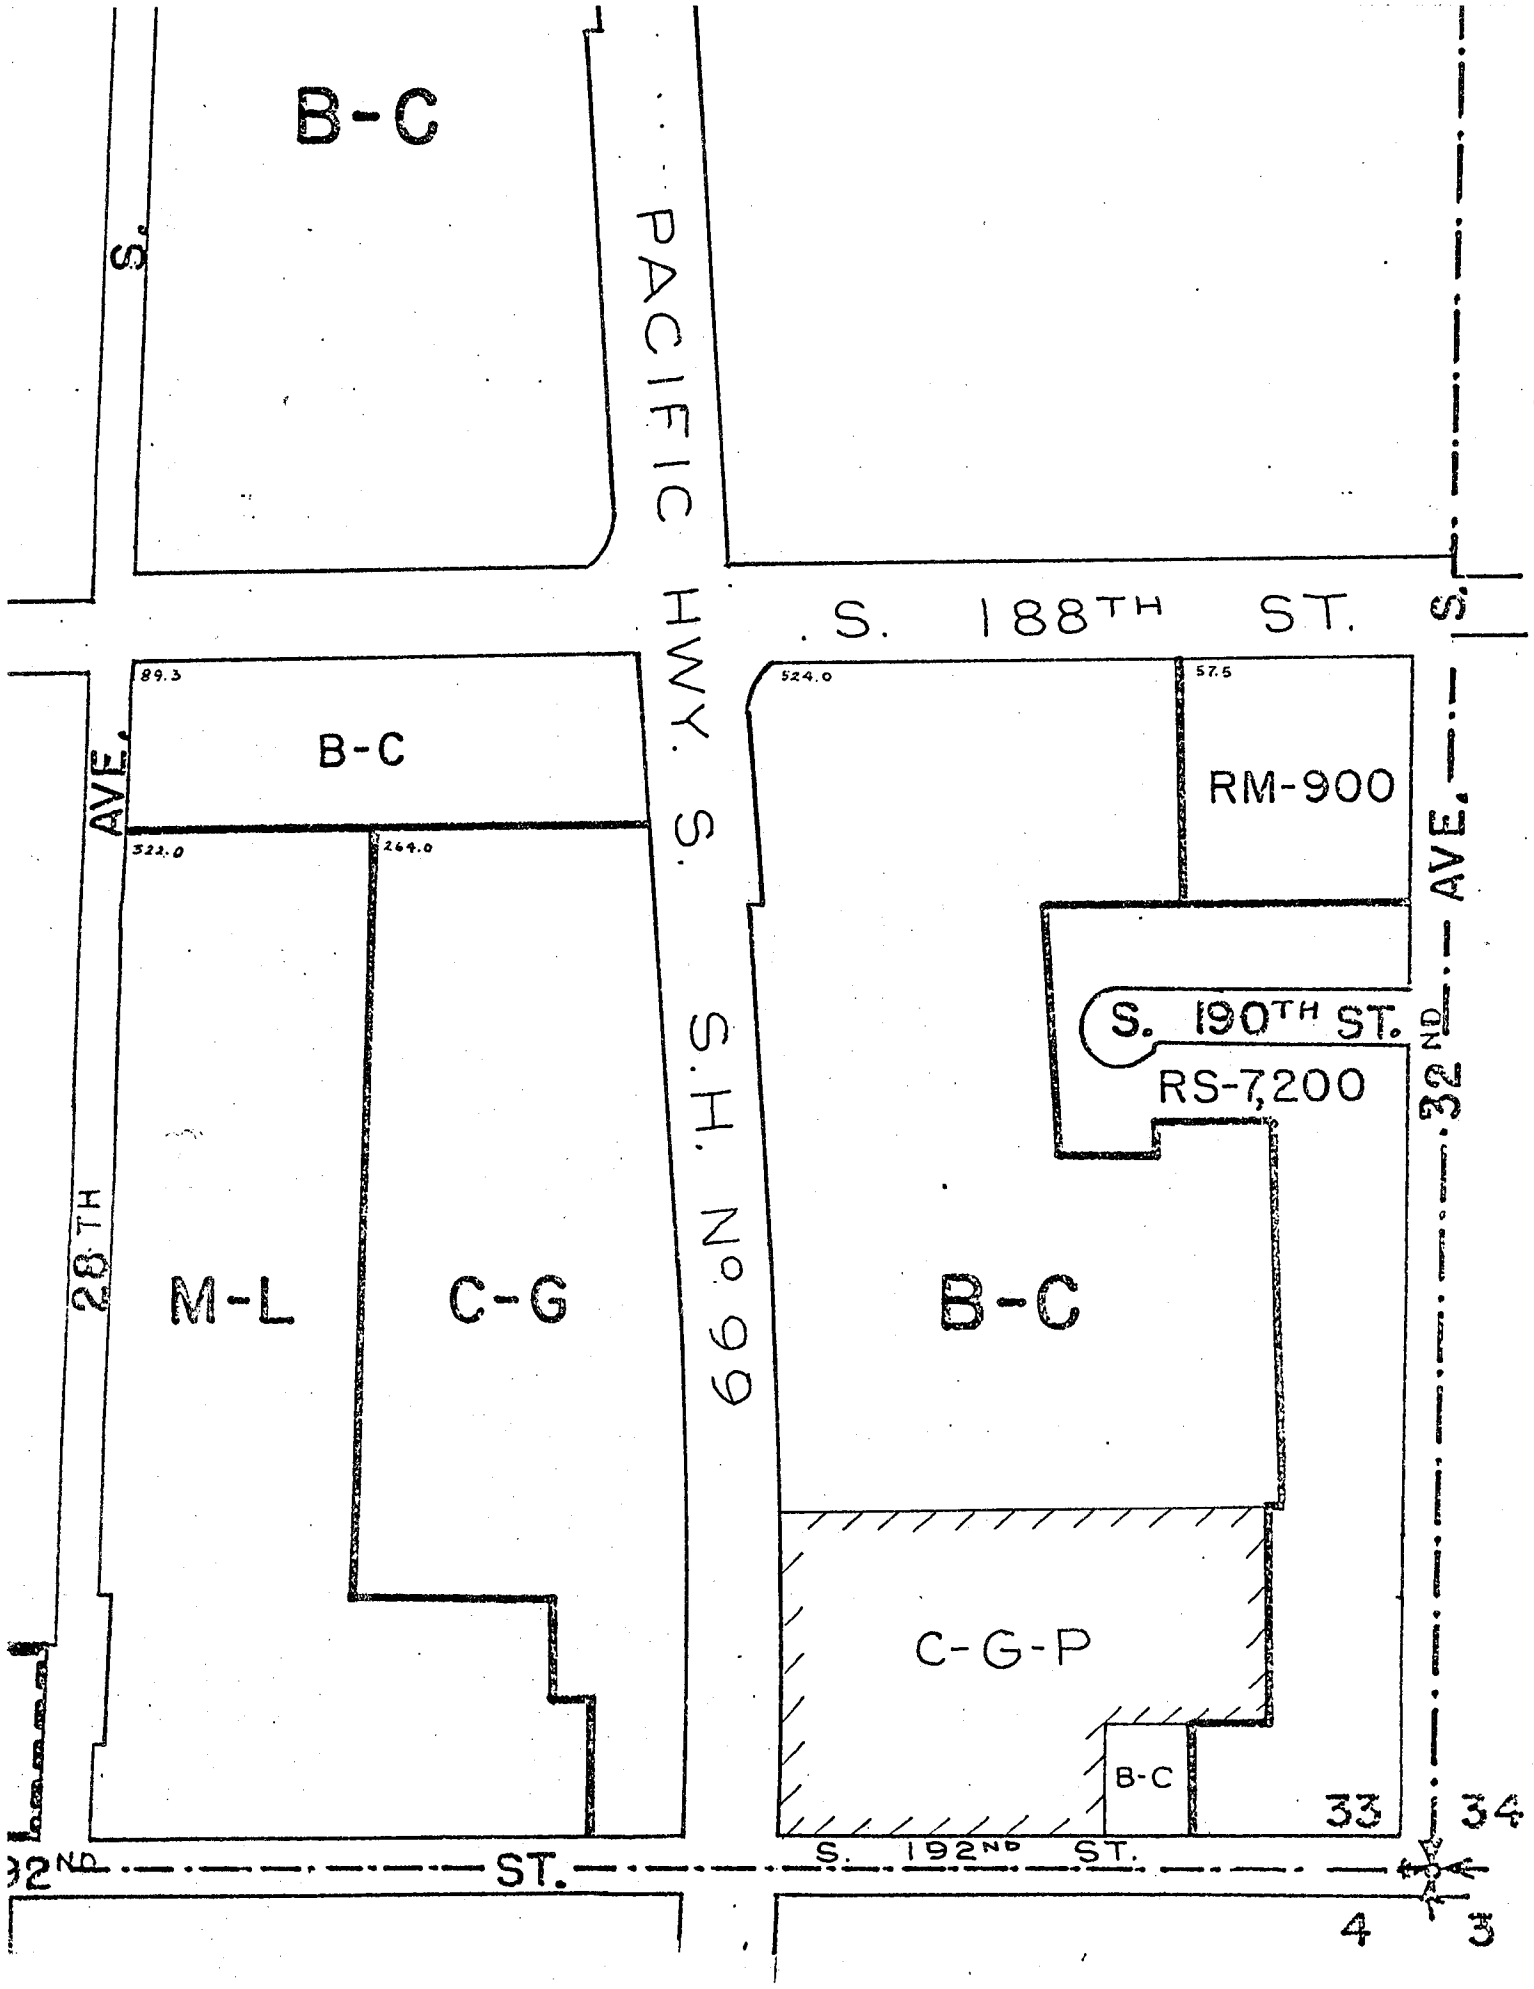 B-C
S.
PACIFIC HWY. S. S.H. Nº 99
S. 188TH ST.
S.
89.3
524.0
57.5
B-C
RM-900
AVE.
AVE.
322.0
264.0
S. 190TH ST.
32ND
RS-7,200
28TH
M-L
C-G
B-C
C-G-P
B-C
33
34
S. 192ND ST.
92ND ST.
4
3